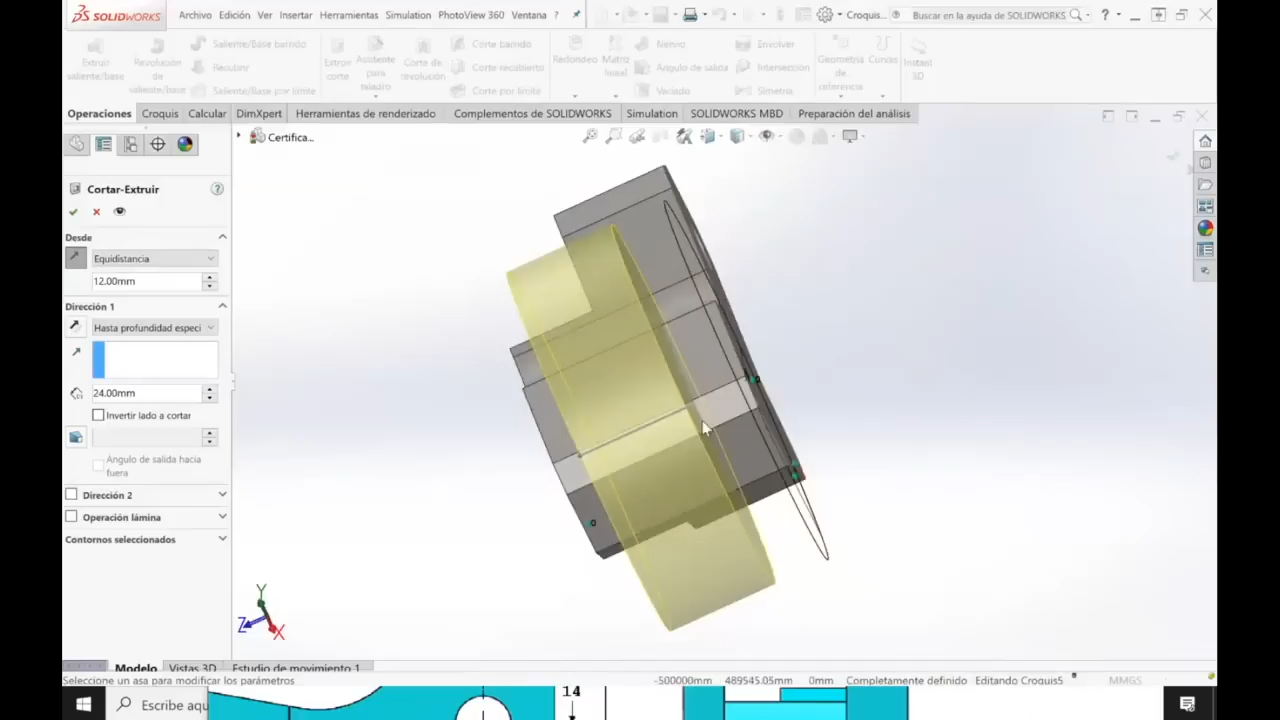 DS SOLIDWORKS
Archivo Edición Ver Insertar Herramientas Simulation PhotoView 360 Ventana ?
Croquis...
Buscar en la ayuda de SOLIDWORKS
?
Extruir saliente/base
Revolución de saliente/base
Saliente/Base barrido
Recubrir
Saliente/Base por límite
Extruir corte
Asistente para
Corte de revolución
Corte barrido
Corte recubierto
Corte por límite
Redondeo
Matriz lineal
Nervio
Ángulo de salida
Vaciado
Envolver
Intersección
Simetría
Geometría de referencia
Curvas
Instant 3D
Operaciones Croquis Calcular DimXpert Herramientas de renderizado Complementos de SOLIDWORKS Simulation SOLIDWORKS MBD Preparación del análisis
Certifica...
Cortar-Extruir
?
Desde
Equidistancia
12.00mm
Dirección 1
Hasta profundidad especi
24.00mm
Invertir lado a cortar
Ángulo de salida hacia
fuera
Dirección 2
Operación lámina
Contornos seleccionados
Y
Z
X
Modelo Vistas 3D Estudio de movimiento 1
Seleccione un asa para modificar los parámetros
-500000mm 489545.05mm 0mm Completamente definido Editando Croquis5 MMGS
Escribe aqu
14